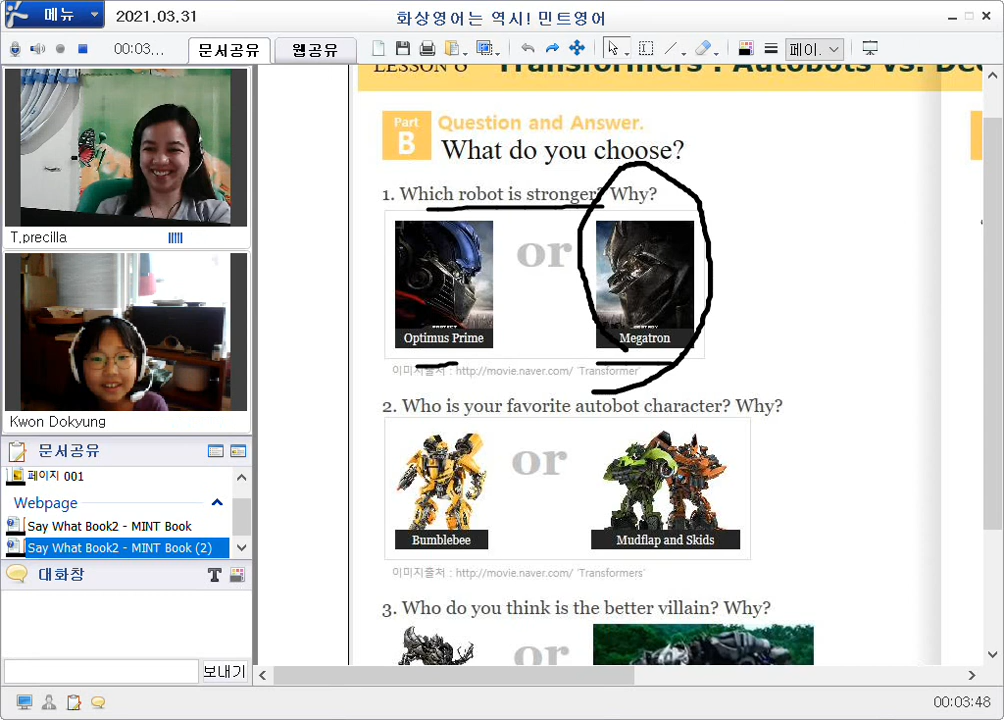 메뉴
2021.03.31
화상영어는 역시! 민트영어
00:03...
문서공유
웹공유
페이.
T.precilla
Kwon Dokyung
문서공유
페이지 001
Webpage
Say What Book2 - MINT Book
Say What Book2 - MINT Book (2)
대화창
보내기
LESSON 8 Transformers : Autobots vs. De
Part
B
Question and Answer.
What do you choose?
1. Which robot is stronger? Why?
or
Optimus Prime
Megatron
이미지출처 : http://movie.naver.com/ 'Transformer'
2. Who is your favorite autobot character? Why?
or
Bumblebee
Mudflap and Skids
이미지출처 : http://movie.naver.com/ 'Transformers'
3. Who do you think is the better villain? Why?
or
00:03:48